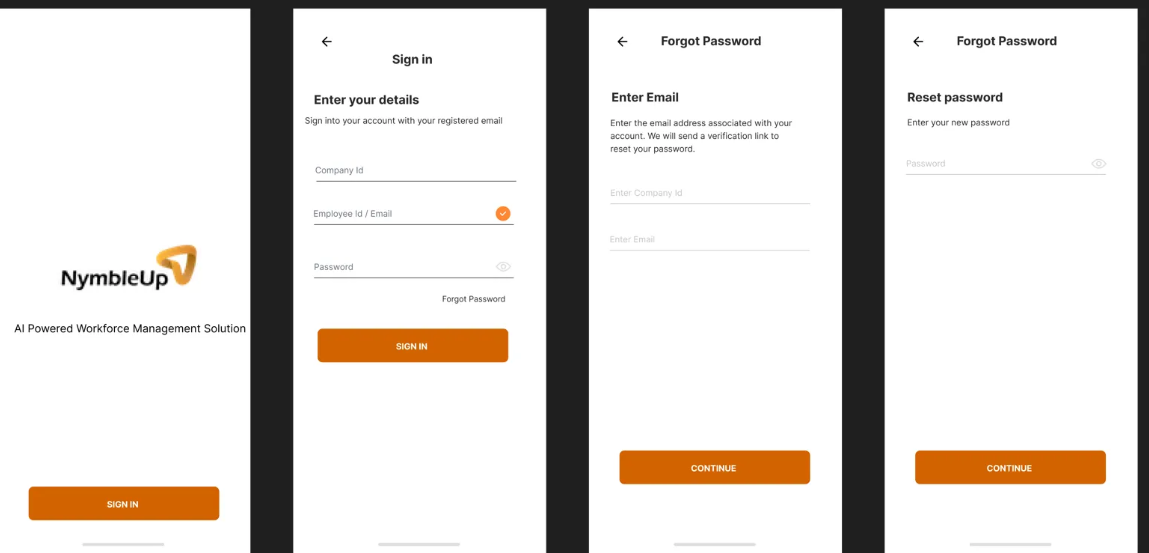 NymbleUp
AI Powered Workforce Management Solution
SIGN IN
Sign in
Enter your details
Sign into your account with your registered email
Company Id
Employee Id / Email
Password
Forgot Password
SIGN IN
Forgot Password
Enter Email
Enter the email address associated with your
account. We will send a verification link to
reset your password.
Enter Company Id
Enter Email
CONTINUE
Forgot Password
Reset password
Enter your new password
Password
CONTINUE